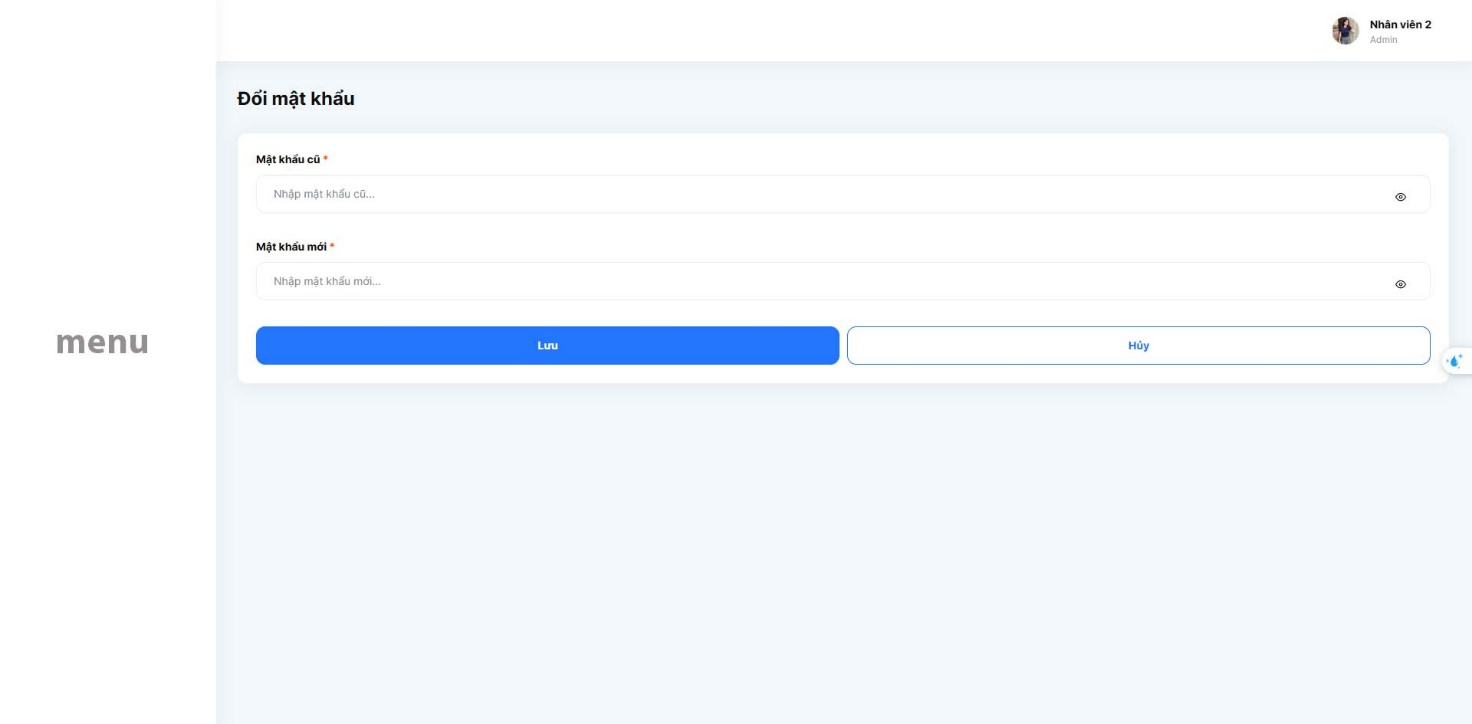 Nhân viên 2
Admin
Đổi mật khẩu
Mật khẩu cũ *
Nhập mật khẩu cũ...
Mật khẩu mới *
Nhập mật khẩu mới...
Lưu
Hủy
menu